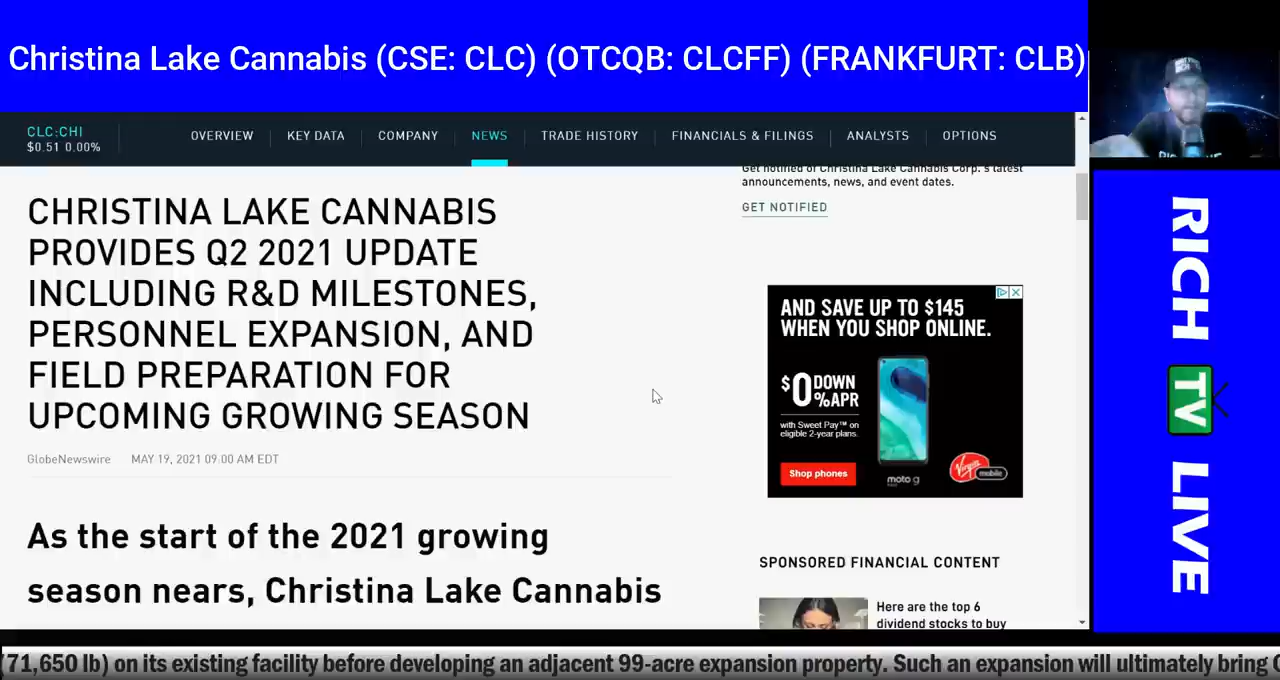 Christina Lake Cannabis (CSE: CLC) (OTCQB: CLCFF) (FRANKFURT: CLB)
CLC:CHI
$0.51 0.00%
OVERVIEW
KEY DATA
COMPANY
NEWS
TRADE HISTORY
FINANCIALS & FILINGS
ANALYSTS
OPTIONS
Get notified of Christina Lake Cannabis Corp. s latest
announcements, news, and event dates.
GET NOTIFIED
CHRISTINA LAKE CANNABIS
PROVIDES Q2 2021 UPDATE
INCLUDING R&D MILESTONES,
PERSONNEL EXPANSION, AND
FIELD PREPARATION FOR
UPCOMING GROWING SEASON
GlobeNewswire MAY 19, 2021 09:00 AM EDT
As the start of the 2021 growing
season nears, Christina Lake Cannabis
AND SAVE UP TO $145
WHEN YOU SHOP ONLINE.
$0 DOWN
%APR
with Sweet Pay™ on
eligible 2-year plans.
Shop phones
moto g
Virgin
mobile
SPONSORED FINANCIAL CONTENT
Here are the top 6
dividend stocks to buy
RICH
TV
LIVE
(71,650 lb) on its existing facility before developing an adjacent 99-acre expansion property. Such an expansion will ultimately bring